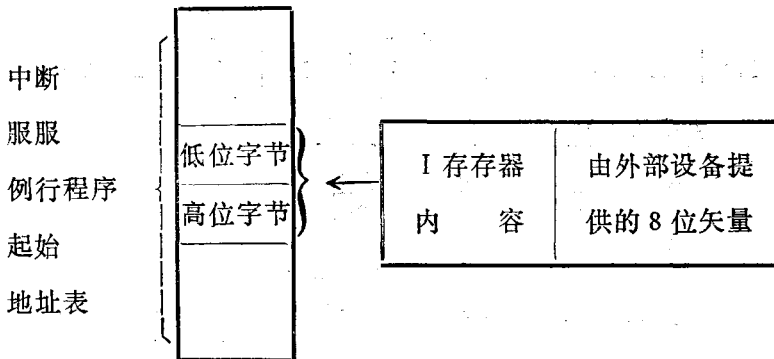 中断
服服
例行程序
起始
地址表
低位字节
高位字节
I 存存器
内 容
由外部设备提
供的 8 位矢量